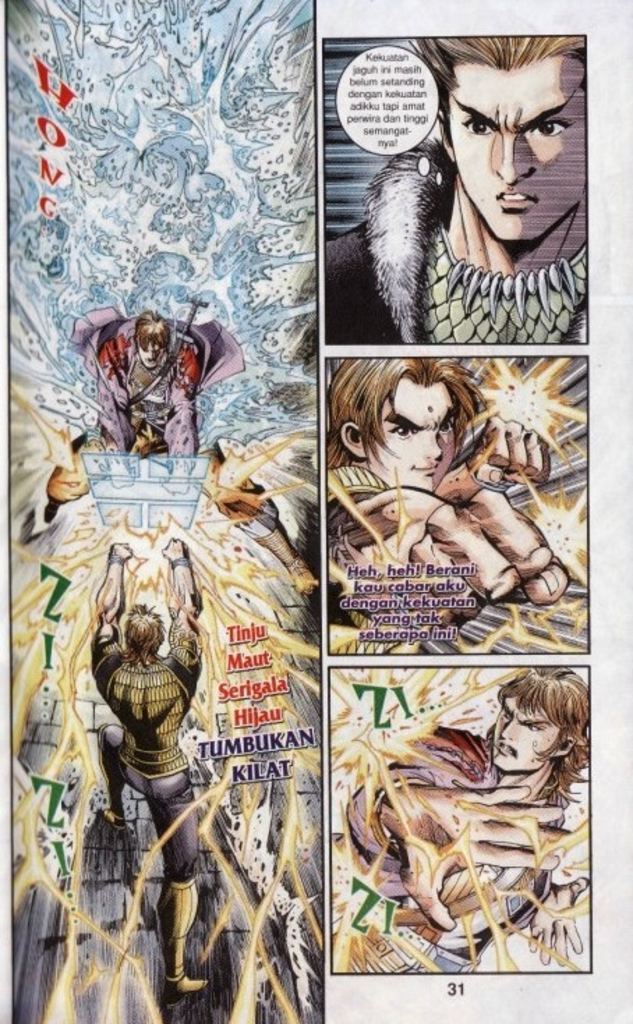 HONG
ZI...
ZI...
Tinju
Maut
Serigala
Hijau
TUMBUKAN
KILAT
Kekuatan
jaguh ini masih
belum setanding
dengan kekuatan
adikku tapi amat
perwira dan tinggi
semangat-
nya!
Heh, heh! Berani
kau cabar aku
dengan kekuatan
yang tak
seberapa ini!
ZI...
ZI...
31